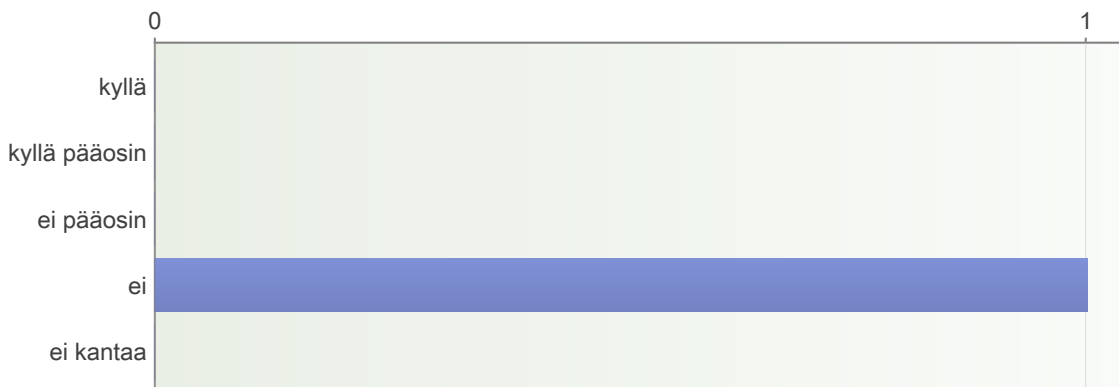 0 1
kyllä
kyllä pääosin
ei pääosin
ei
ei kantaa